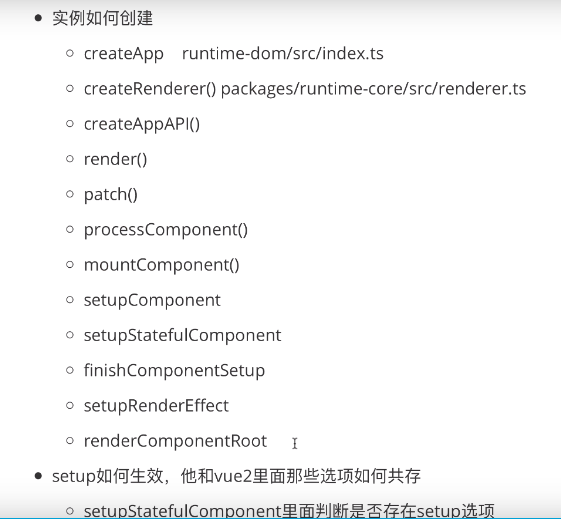 实例如何创建
createApp runtime-dom/src/index.ts
createRenderer() packages/runtime-core/src/renderer.ts
createAppAPI()
render()
patch()
processComponent()
mountComponent()
setupComponent
setupStatefulComponent
finishComponentSetup
setupRenderEffect
renderComponentRoot
setup如何生效，他和vue2里面那些选项如何共存
setupStatefulComponent里面判断是否存在setup选项